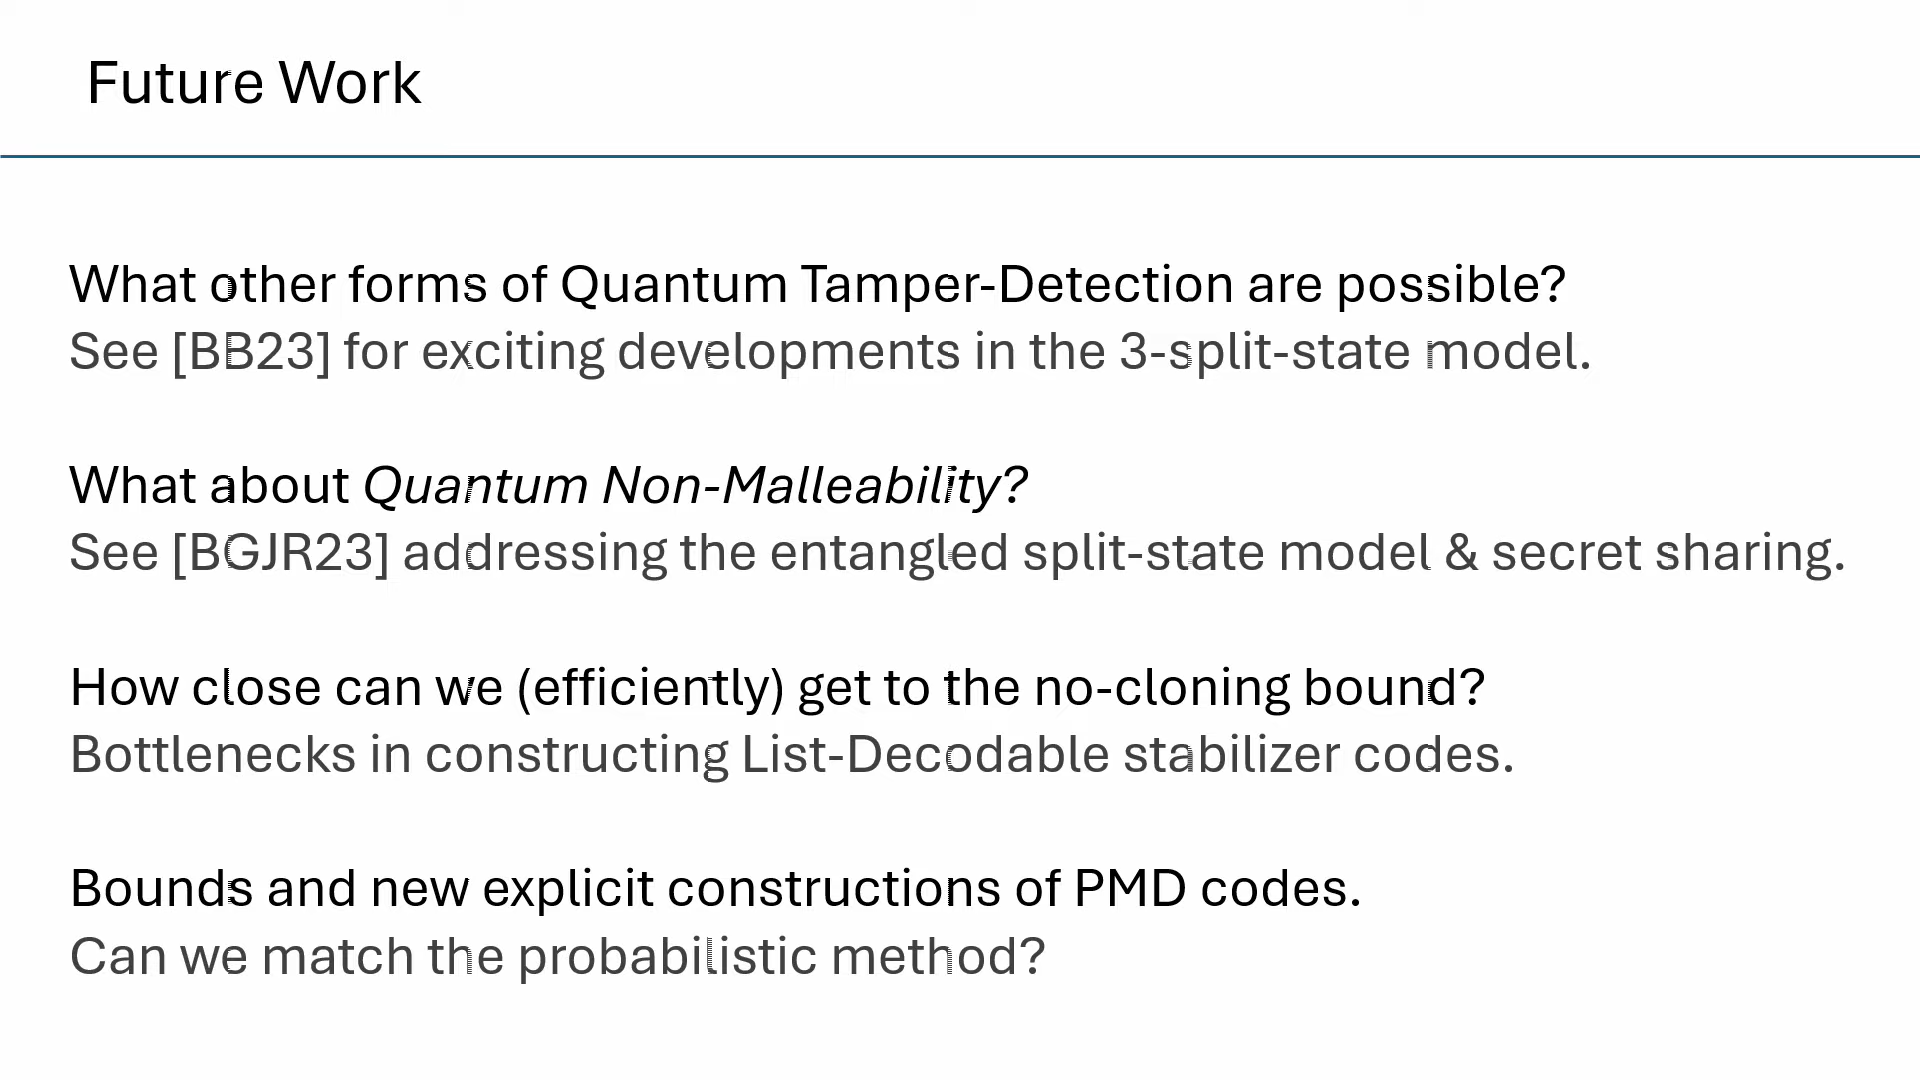 Future Work
What other forms of Quantum Tamper-Detection are possible?
See [BB23] for exciting developments in the 3-split-state model.
What about Quantum Non-Malleability?
See [BGJR23] addressing the entangled split-state model & secret sharing.
How close can we (efficiently) get to the no-cloning bound?
Bottlenecks in constructing List-Decodable stabilizer codes.
Bounds and new explicit constructions of PMD codes.
Can we match the probabilistic method?